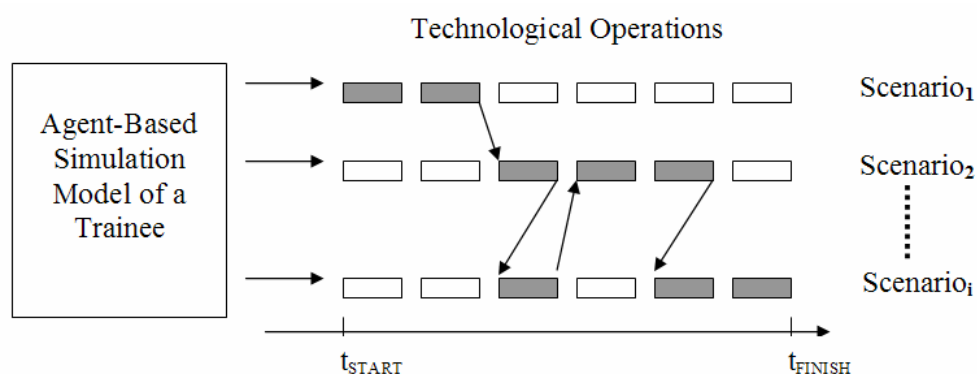 Technological Operations
Agent-Based
Simulation
Model of a
Trainee
Scenario1
Scenario2
Scenarioi
tSTART
tFINISH